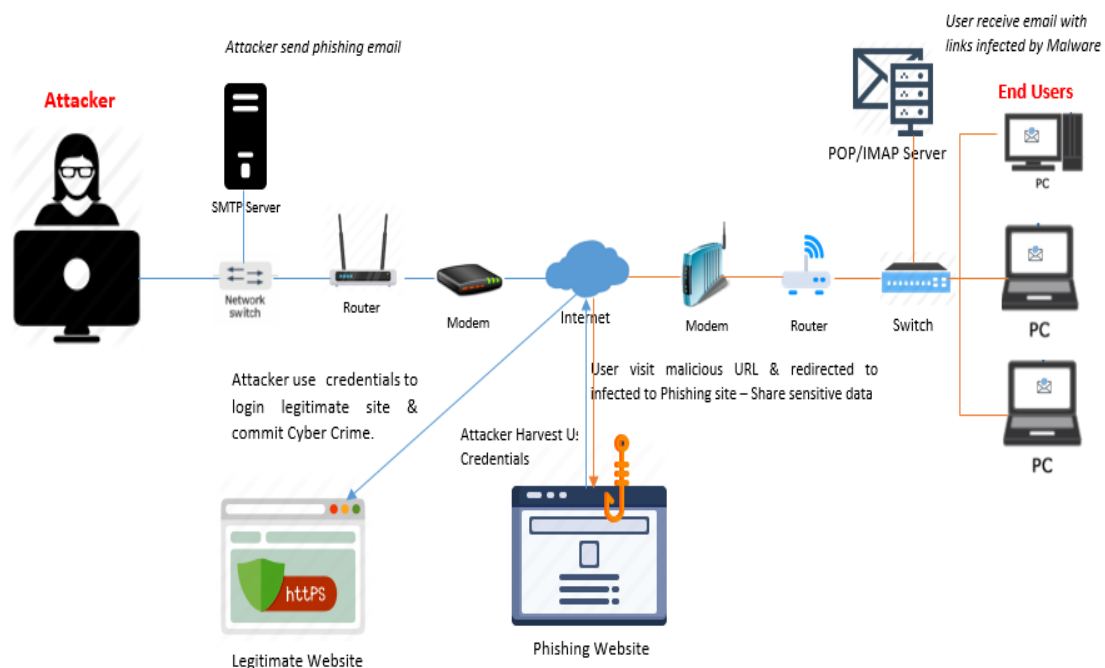 Attacker send phishing email
User receive email with
links infected by Malware
Attacker
End Users
SMTP Server
POP/IMAP Server
PC
Network
switch
Router
Modem
Internet
Modem
Router
Switch
PC
Attacker use credentials to
login legitimate site &
commit Cyber Crime.
User visit malicious URL & redirected to
infected to Phishing site – Share sensitive data
Attacker Harvest Us
Credentials
PC
httPS
Legitimate Website
Phishing Website